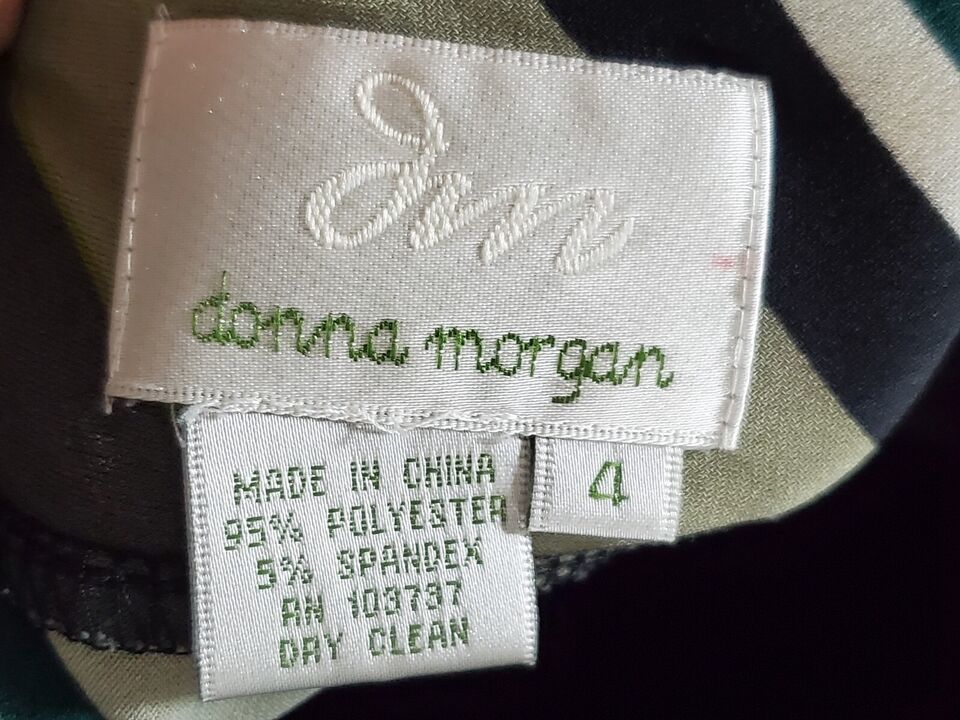 dm
donna morgan
MADE IN CHINA
95% POLYESTER
5% SPANDEX
RN 103737
DRY CLEAN
4